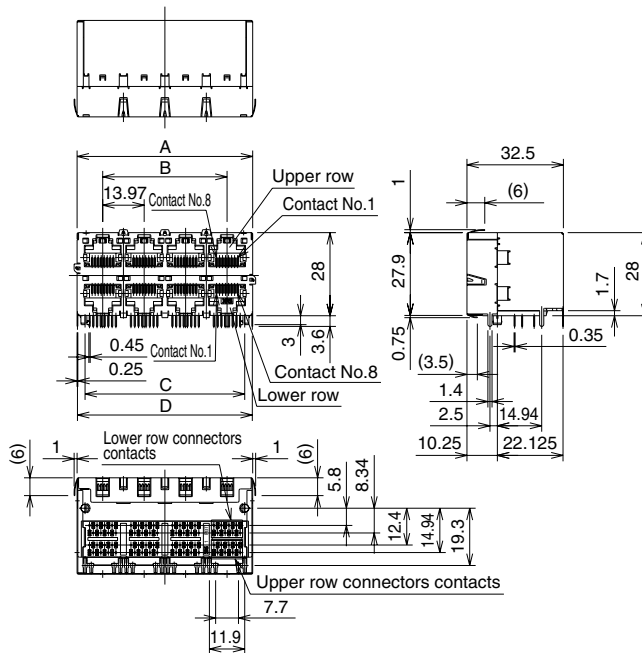 A
B
13.97
Contact No.8
Upper row
Contact No.1
28
3
3.6
0.45
0.25
Contact No.1
Contact No.8
C
Lower row
D
32.5
1
(6)
27.9
28
1.7
0.75
0.35
(3.5)
1.4
2.5
14.94
10.25
22.125
Lower row connectors
contacts
1
1
(6)
(6)
5.8
8.34
12.4
14.94
19.3
Upper row connectors contacts
7.7
11.9